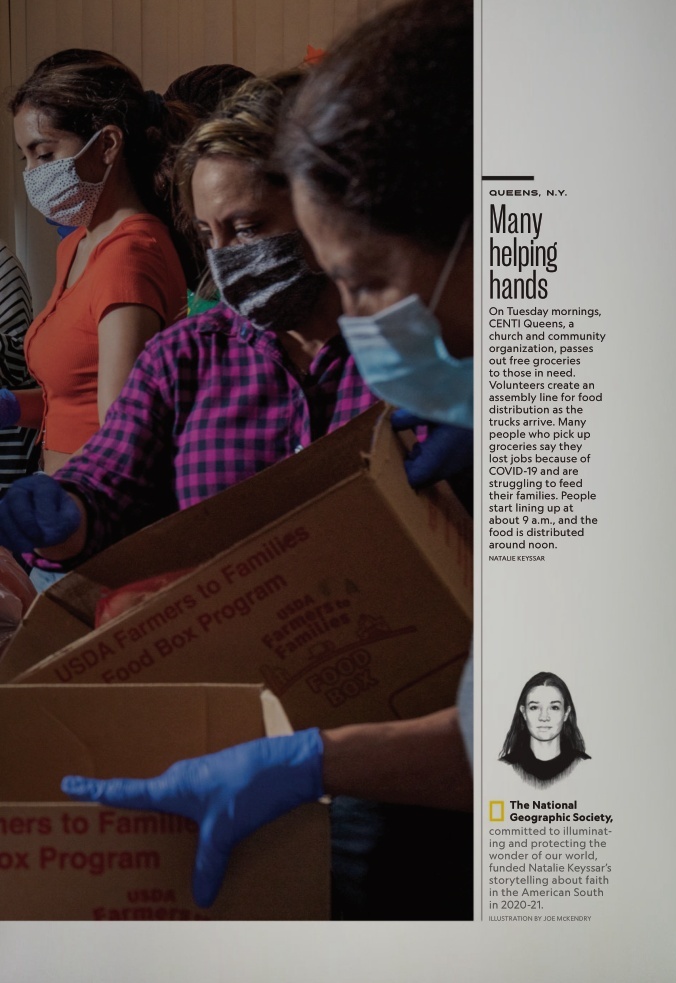 QUEENS, N.Y.
Many
helping
hands
On Tuesday mornings,
CENTI Queens, a
church and community
organization, passes
out free groceries
to those in need.
Volunteers create an
assembly line for food
distribution as the
trucks arrive. Many
people who pick up
groceries say they
lost jobs because of
COVID-19 and are
struggling to feed
their families. People
start lining up at
about 9 a.m., and the
food is distributed
around noon.
NATALIE KEYSSAR
USDA Farmers to Families
Food Box Program
USDA
Farmers to
Families
FOOD
BOX
ners to Famil
ox Program
USDA
Farmers
The National
Geographic Society,
committed to illuminat-
ing and protecting the
wonder of our world,
funded Natalie Keyssar's
storytelling about faith
in the American South
in 2020-21.
ILLUSTRATION BY JOE McKENDRY